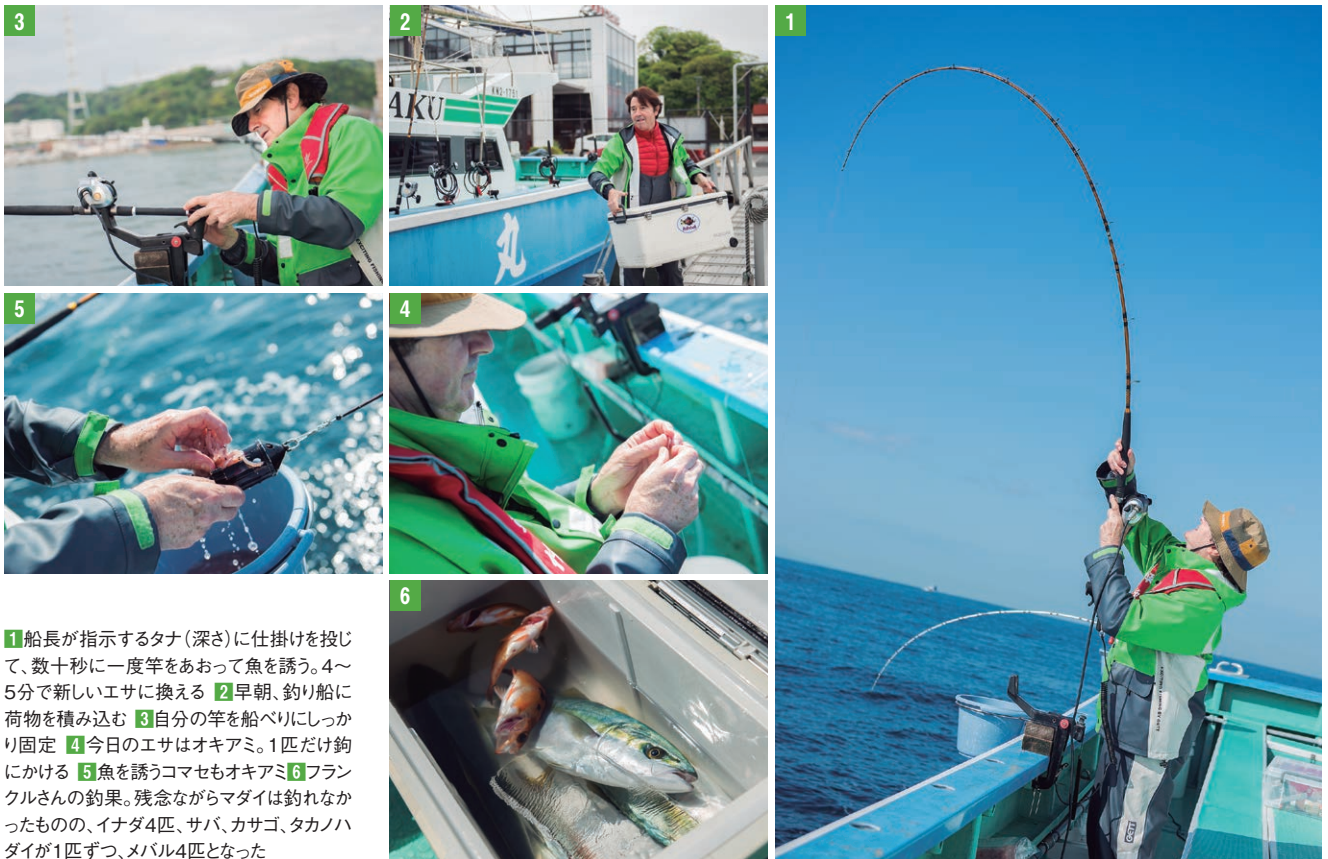 3
2
1
5
4
6
AKU
KN3-1791
丸
1船長が指示するタナ（深さ）に仕掛けを投じ
て、数十秒に一度竿をあおって魚を誘う。4〜
5分で新しいエサに換える 2早朝、釣り船に
荷物を積み込む 3自分の竿を船べりにしっか
り固定 4今日のエサはオキアミ。1匹だけ鉤
にかける 5魚を誘うコマセもオキアミ6フラン
クルさんの釣果。残念ながらマダイは釣れなか
ったものの、イナダ4匹、サバ、カサゴ、タカノハ
ダイが1匹ずつ、メバル4匹となった